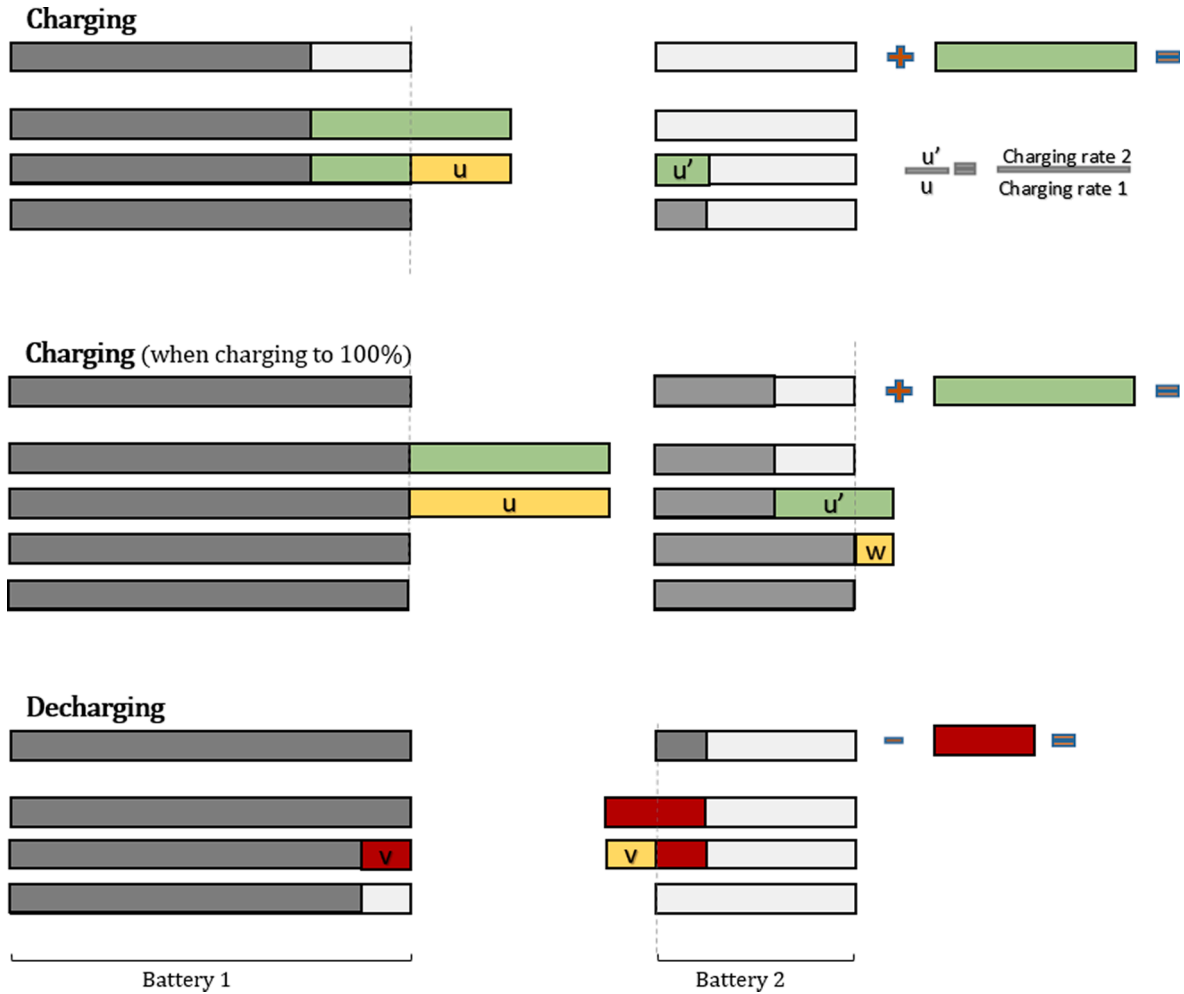 Charging
u
u’
u’
u
Charging rate 2
Charging rate 1
Charging (when charging to 100%)
u
u’
w
Decharging
v
v
Battery 1
Battery 2